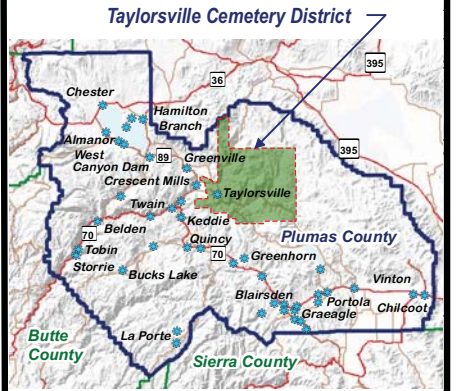 Taylorsville Cemetery District
395
36
Chester
Hamilton
Branch
Almanor
West
Canyon Dam
89
Greenville
395
Crescent Mills
Taylorsville
Twain
Keddie
Belden
Plumas County
70
Quincy
Tobin
70
Greenhorn
Storrie
Bucks Lake
Vinton
Blairsden
Portola
Graeagle
Chilcoot
Butte
County
La Porte
Sierra County